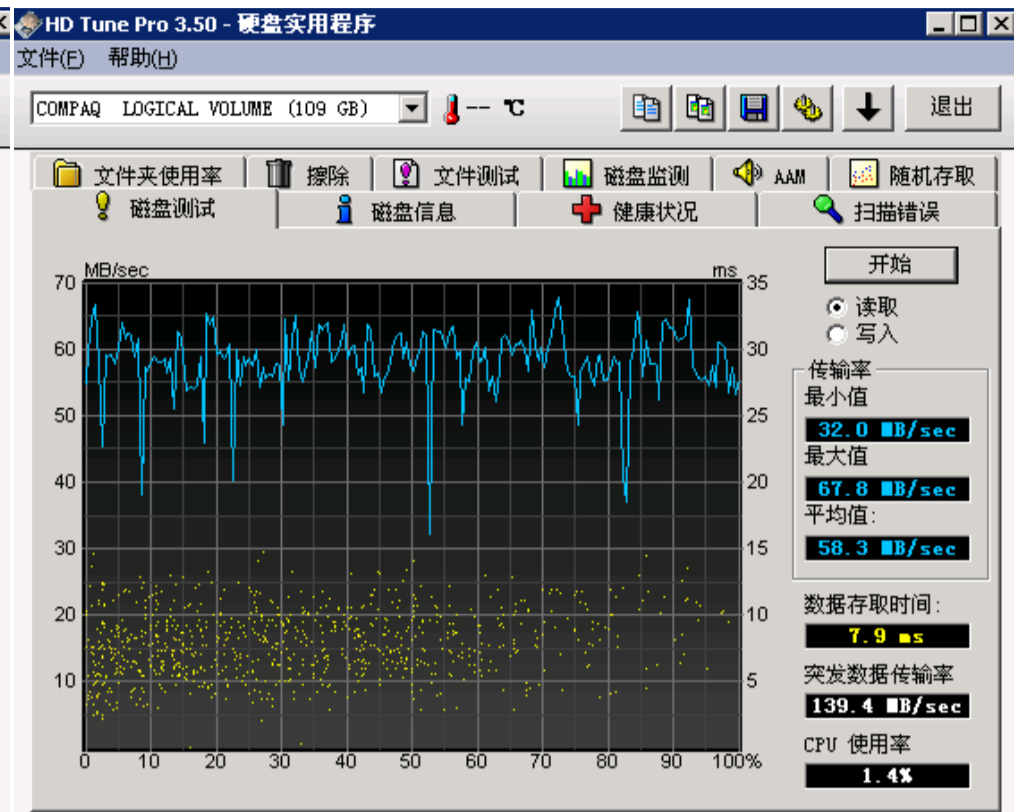 HD Tune Pro 3.50 - 硬盘实用程序
文件(F) 帮助(H)
COMPAQ LOGICAL VOLUME (109 GB) -- ℃ 退出
文件夹使用率 擦除 文件测试 磁盘监测 AAM 随机存取
磁盘测试 磁盘信息 健康状况 扫描错误
开始
读取
写入
传输率
最小值
32.0 MB/sec
最大值
67.8 MB/sec
平均值:
58.3 MB/sec
数据存取时间:
7.9 ms
突发数据传输率
139.4 MB/sec
CPU 使用率
1.4%
MB/sec ms
70 35
60 30
50 25
40 20
30 15
20 10
10 5
0 10 20 30 40 50 60 70 80 90 100%